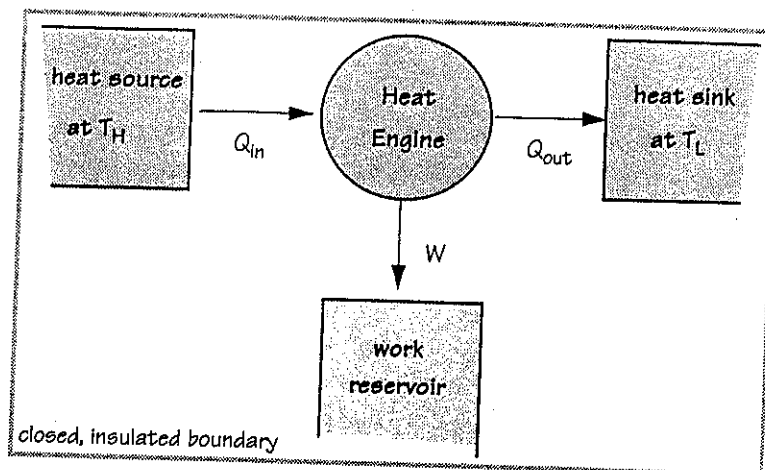 heat source
at T_H
Q_in
Heat
Engine
Q_out
heat sink
at T_L
W
work
reservoir
closed, insulated boundary